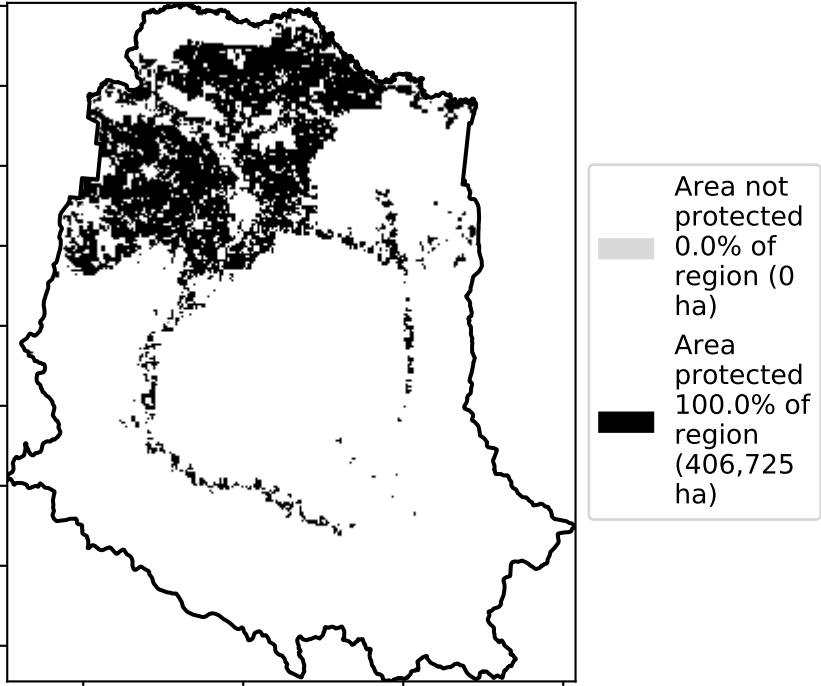 Area not
protected
0.0% of
region (0
ha)
Area
protected
100.0% of
region
(406,725
ha)